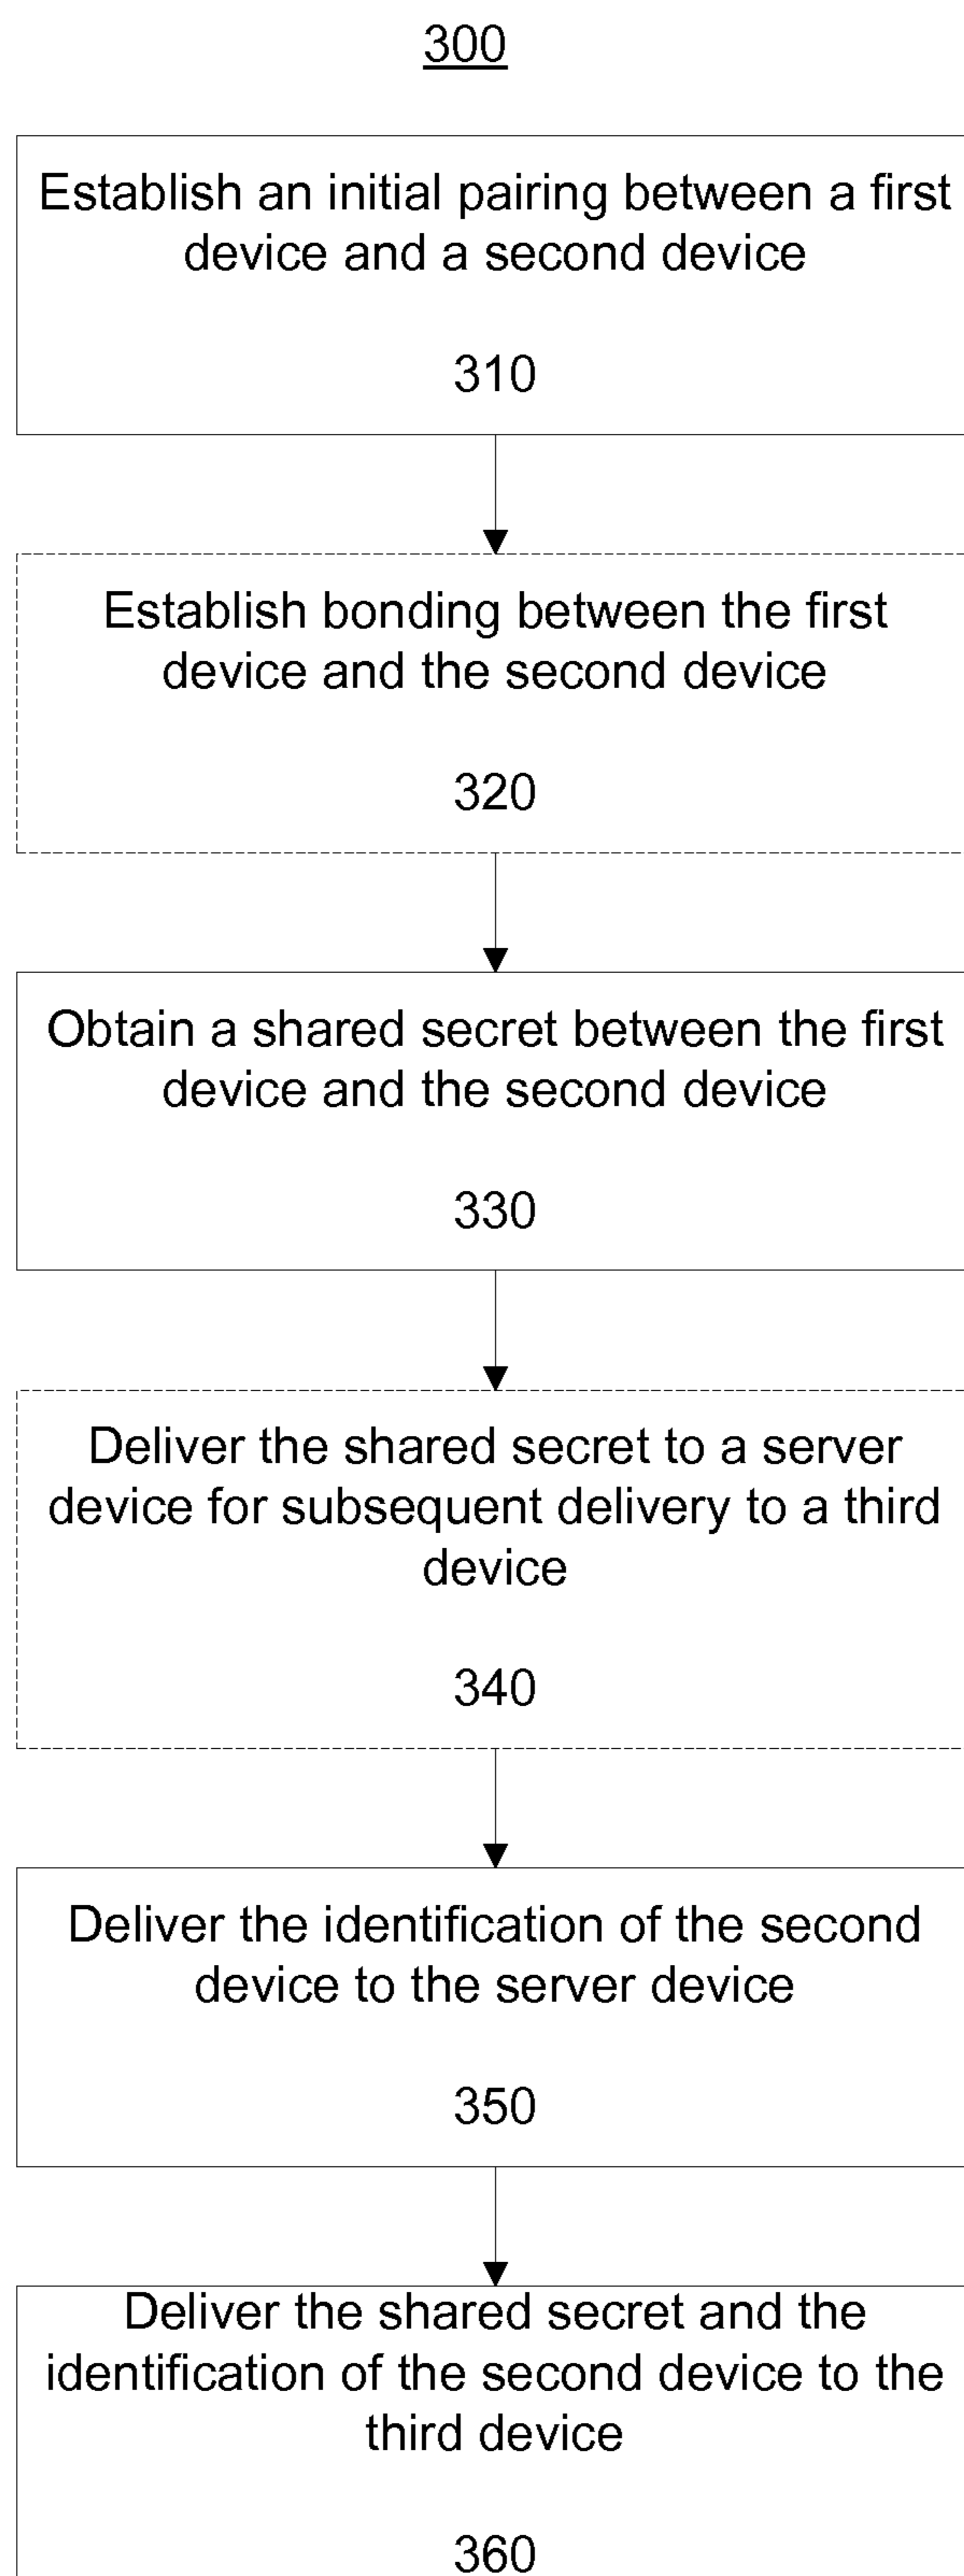 300
Establish an initial pairing between a first
device and a second device
310
Establish bonding between the first
device and the second device
320
Obtain a shared secret between the first
device and the second device
330
Deliver the shared secret to a server
device for subsequent delivery to a third
device
340
Deliver the identification of the second
device to the server device
350
Deliver the shared secret and the
identification of the second device to the
third device
360